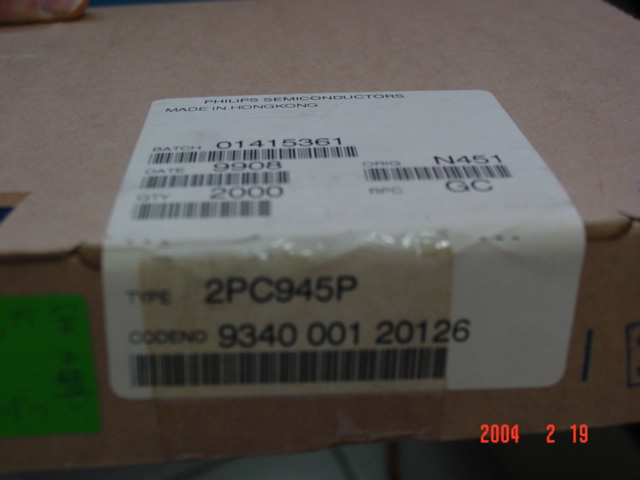 PHILIPS SEMICONDUCTORS
MADE IN HONGKONG
BATCH 01415361
DATE 9908
ORIG N451
QTY 2000
RPC GC
TYPE 2PC945P
CODENO 9340 001 20126
2004 2 19